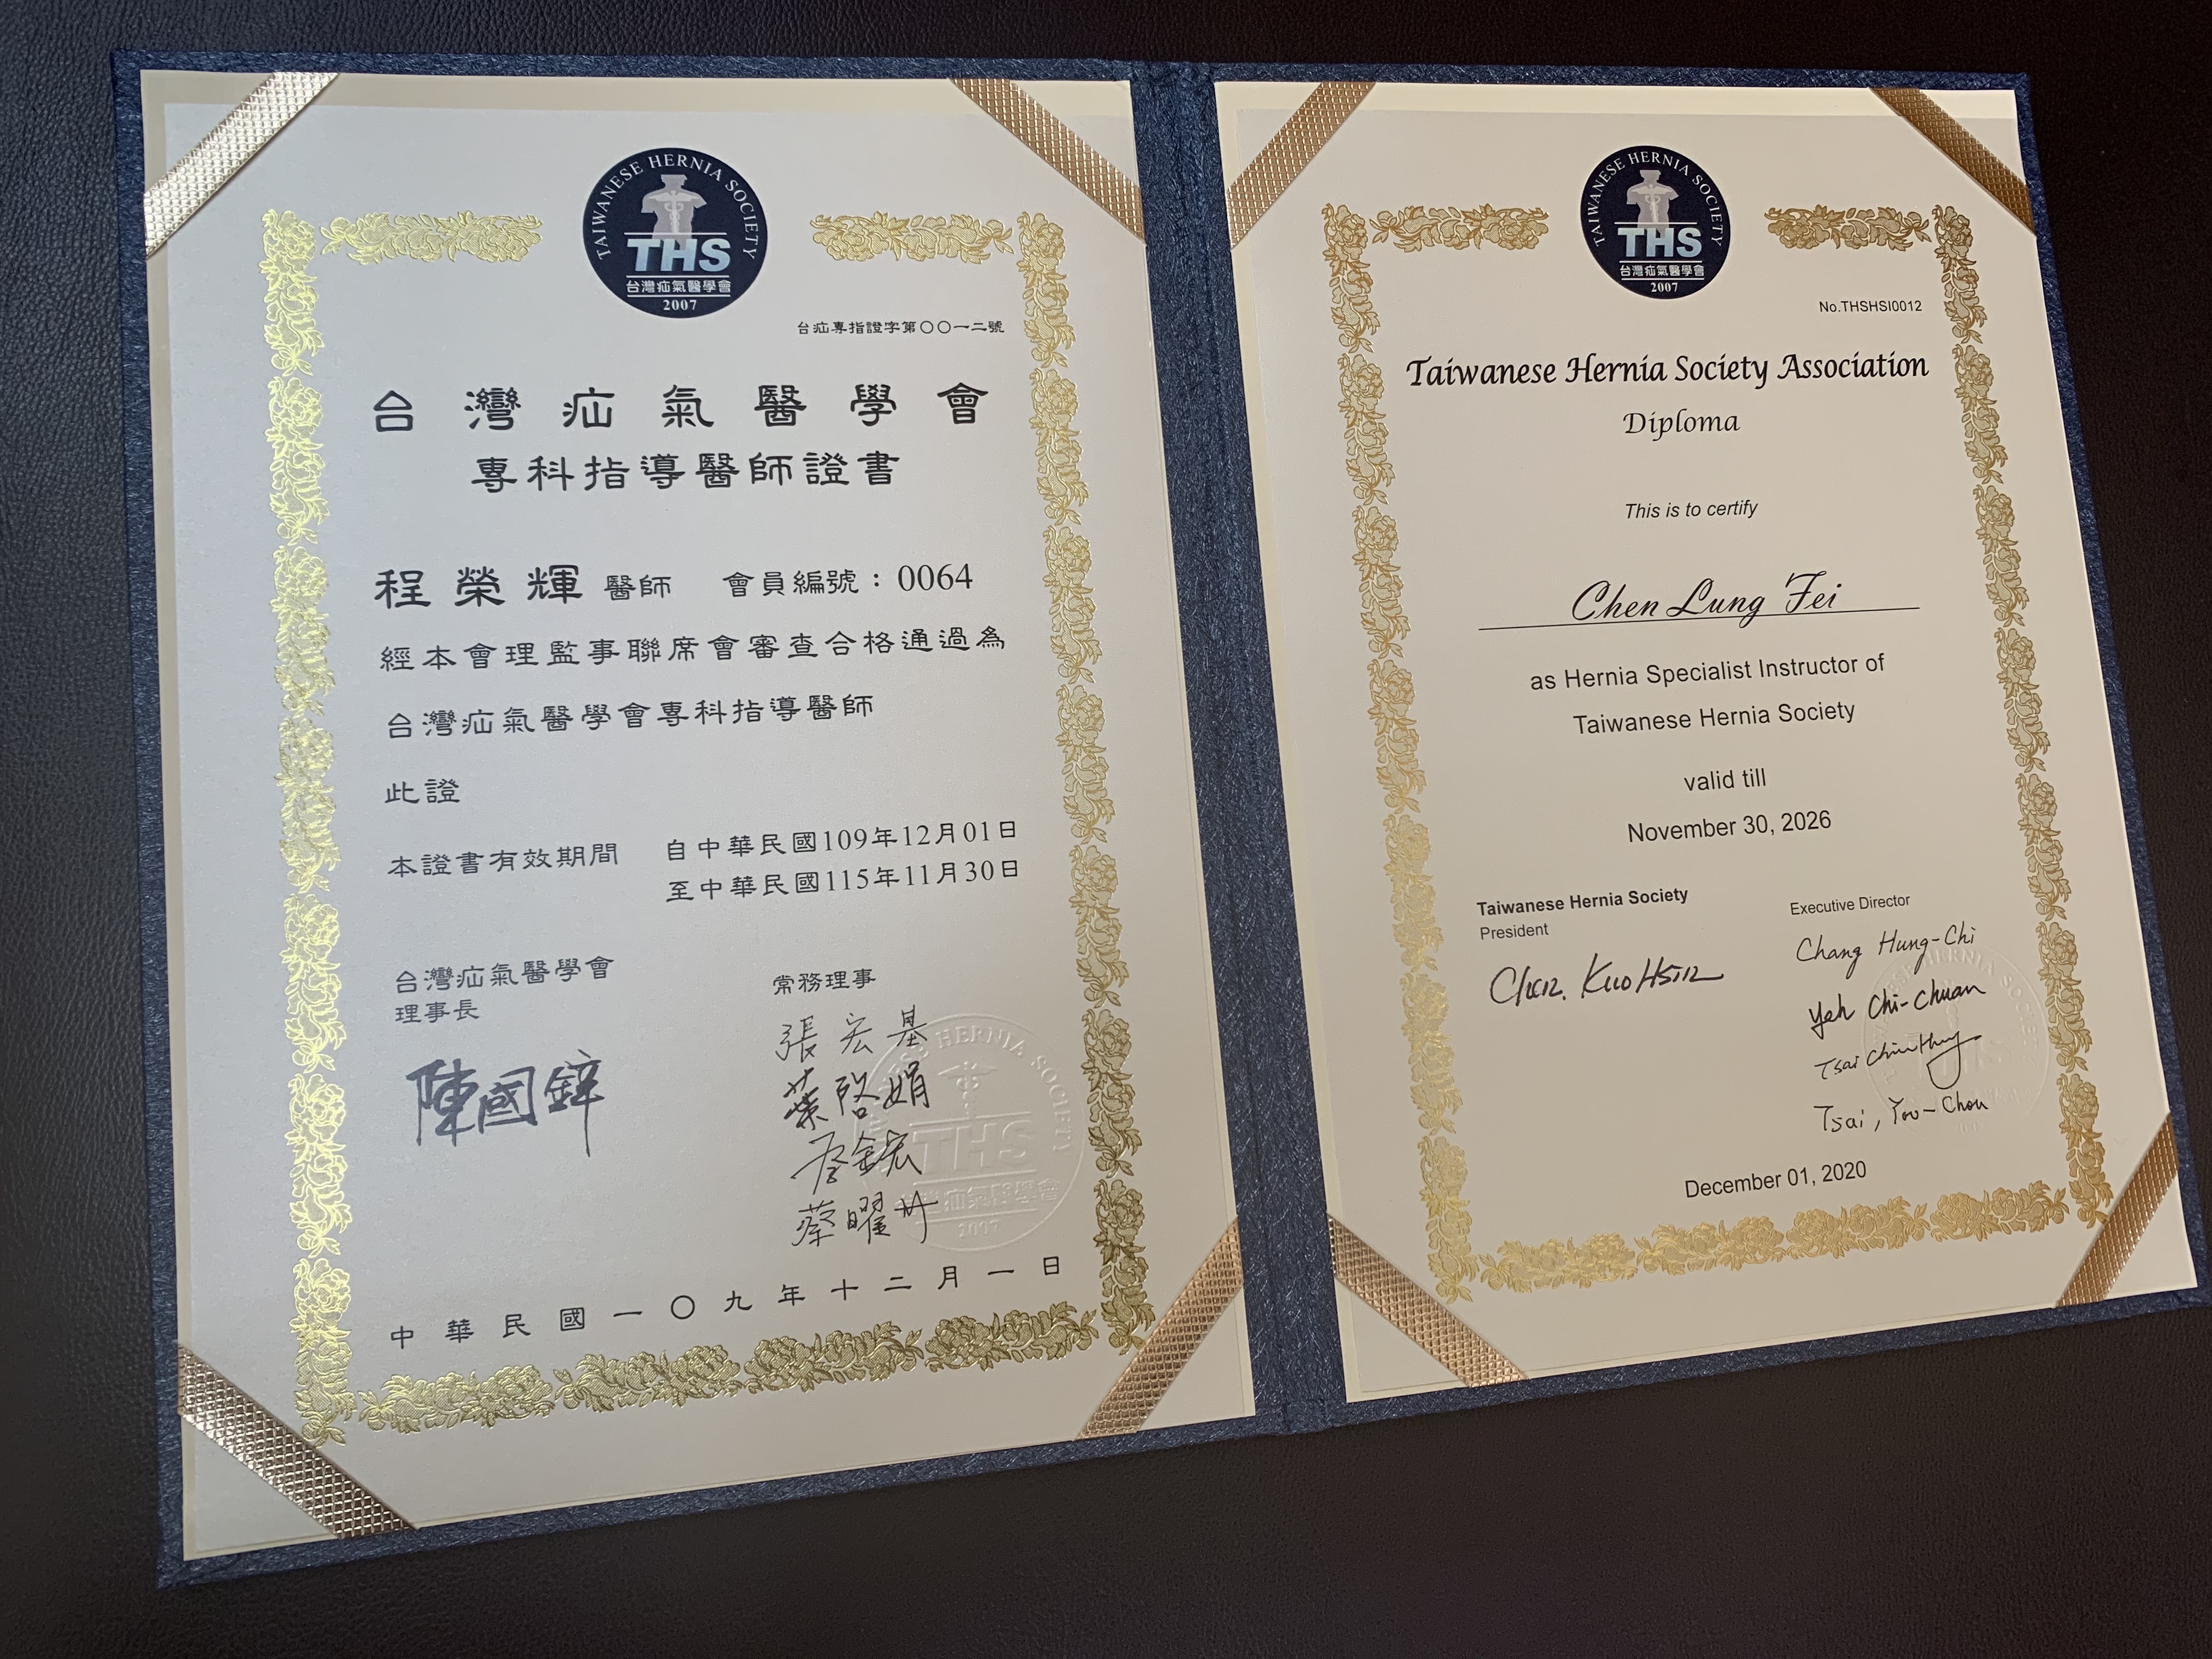 TAIWANESE HERNIA SOCIETY
THS
台灣疝氣醫學會
2007
台疝專指證字第〇〇一二號
台灣疝氣醫學會
專科指導醫師證書
程榮輝 醫師 會員編號：0064
經本會理監事聯席會審查合格通過為
台灣疝氣醫學會專科指導醫師
此證
本證書有效期間 自中華民國109年12月01日
至中華民國115年11月30日
台灣疝氣醫學會
理事長
陳國鋅
常務理事
張宏基
葉啓娟
蔡金宏
蔡曜州
中華民國一〇九年十二月一日
TAIWANESE HERNIA SOCIETY
THS
台灣疝氣醫學會
2007
No.THSHSI0012
Taiwanese Hernia Society Association
Diploma
This is to certify
Chen Lung Fei
as Hernia Specialist Instructor of
Taiwanese Hernia Society
valid till
November 30, 2026
Taiwanese Hernia Society
President
Chen Kuo Hsin
Executive Director
Chang Hung-Chi
Yeh Chi-Chuan
Tsai
Tsai, Yao-Chou
December 01, 2020